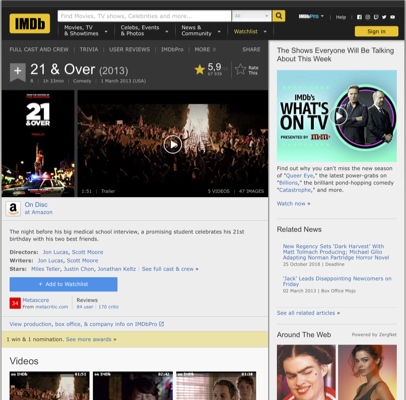 IMDb
Find Movies, TV shows, Celebrities and more...
All
IMDbPro
Help
Movies, TV
& Showtimes
Celebs, Events
& Photos
News &
Community
Watchlist
Sign in
FULL CAST AND CREW | TRIVIA | USER REVIEWS | IMDbPro | MORE
SHARE
21 & Over (2013)
1h 33min | Comedy | 1 March 2013 (USA)
5,9
Rate
This
21
& OVER
1:51 | Trailer
5 VIDEOS | 47 IMAGES
On Disc
at Amazon
The night before his big medical school interview, a promising student celebrates his 21st
birthday with his two best friends.
Directors: Jon Lucas, Scott Moore
Writers: Jon Lucas, Scott Moore
Stars: Miles Teller, Justin Chon, Jonathan Keltz | See full cast & crew »
+ Add to Watchlist
34
Metascore
From metacritic.com
Reviews
84 user | 170 critic
View production, box office, & company info on IMDbPro
1 win & 1 nomination. See more awards »
Videos
The Shows Everyone Will Be Talking
About This Week
IMDb's
WHAT'S
ON TV
PRESENTED BY
Find out why you can't miss the season
of "Queer Eye," the latest power-grabs on
"Billions," the brilliant pond-hopping comedy
"Catastrophe," and more.
Watch now »
Related News
New Regency Sets 'Dark Harvest' With
Matt Tolmach Producing; Michael Gilio
Adapting Norman Partridge Horror Novel
25 October 2018 | Deadline
'Jack' Leads Disappointing Newcomers on
Friday
02 March 2013 | Box Office Mojo
See all related articles »
Around The Web
Powered by ZergNet